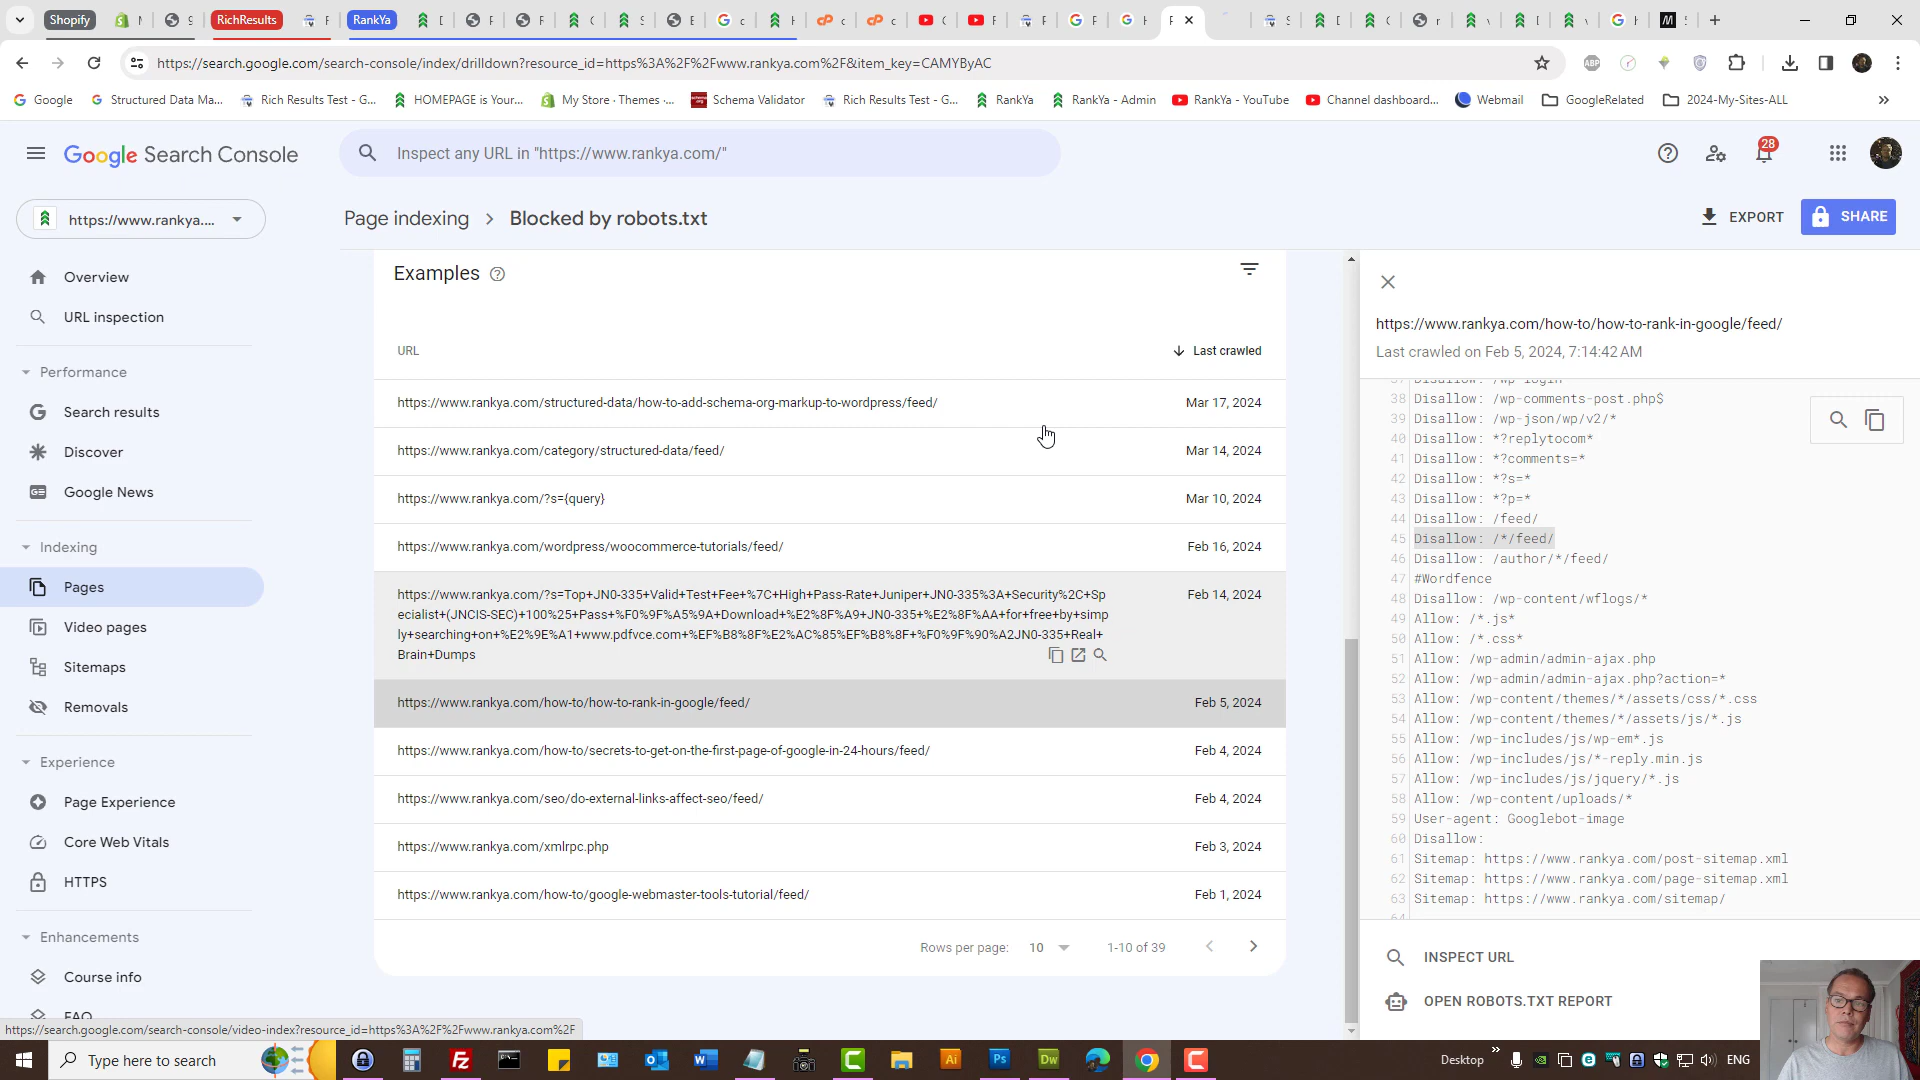 Shopify
RichResults
RankYa
https://search.google.com/search-console/index/drilldown?resource_id=https%3A%2F%2Fwww.rankya.com%2F&item_key=CAMYByAC
Google
Structured Data Ma...
Rich Results Test - G...
HOMEPAGE is Your...
My Store · Themes ·...
Schema Validator
Rich Results Test - G...
RankYa
RankYa - Admin
RankYa - YouTube
Channel dashboard...
Webmail
GoogleRelated
2024-My-Sites-ALL
Google Search Console
Inspect any URL in "https://www.rankya.com/"
28
https://www.rankya....
Page indexing
Blocked by robots.txt
EXPORT
SHARE
Overview
URL inspection
Performance
Search results
Discover
Google News
Indexing
Pages
Video pages
Sitemaps
Removals
Experience
Page Experience
Core Web Vitals
HTTPS
Enhancements
Course info
FAQ
Examples
URL
Last crawled
https://www.rankya.com/structured-data/how-to-add-schema-org-markup-to-wordpress/feed/
Mar 17, 2024
https://www.rankya.com/category/structured-data/feed/
Mar 14, 2024
https://www.rankya.com/?s={query}
Mar 10, 2024
https://www.rankya.com/wordpress/woocommerce-tutorials/feed/
Feb 16, 2024
https://www.rankya.com/?s=Top+JN0-335+Valid+Test+Fee+%7C+High+Pass-Rate+Juniper+JN0-335%3A+Security%2C+Sp
ecialist+(JNCIS-SEC)+100%25+Pass+%F0%9F%A5%9A+Download+%E2%8F%A9+JN0-335+%E2%8F%AA+for+free+by+simp
ly+searching+on+%E2%9E%A1+www.pdfvce.com+%EF%B8%8F%E2%AC%85%EF%B8%8F+%F0%9F%90%A2JN0-335+Real+
Brain+Dumps
Feb 14, 2024
https://www.rankya.com/how-to/how-to-rank-in-google/feed/
Feb 5, 2024
https://www.rankya.com/how-to/secrets-to-get-on-the-first-page-of-google-in-24-hours/feed/
Feb 4, 2024
https://www.rankya.com/seo/do-external-links-affect-seo/feed/
Feb 4, 2024
https://www.rankya.com/xmlrpc.php
Feb 3, 2024
https://www.rankya.com/how-to/google-webmaster-tools-tutorial/feed/
Feb 1, 2024
Rows per page: 10
1-10 of 39
https://www.rankya.com/how-to/how-to-rank-in-google/feed/
Last crawled on Feb 5, 2024, 7:14:42 AM
37 Disallow: /wp-login
38 Disallow: /wp-comments-post.php$
39 Disallow: /wp-json/wp/v2/*
40 Disallow: *?replytocom*
41 Disallow: *?comments=*
42 Disallow: *?s=*
43 Disallow: *?p=*
44 Disallow: /feed/
45 Disallow: /*/feed/
46 Disallow: /author/*/feed/
47 #Wordfence
48 Disallow: /wp-content/wflogs/*
49 Allow: /*.js*
50 Allow: /*.css*
51 Allow: /wp-admin/admin-ajax.php
52 Allow: /wp-admin/admin-ajax.php?action=*
53 Allow: /wp-content/themes/*/assets/css/*.css
54 Allow: /wp-content/themes/*/assets/js/*.js
55 Allow: /wp-includes/js/wp-em*.js
56 Allow: /wp-includes/js/*-reply.min.js
57 Allow: /wp-includes/js/jquery/*.js
58 Allow: /wp-content/uploads/*
59 User-agent: Googlebot-image
60 Disallow:
61 Sitemap: https://www.rankya.com/post-sitemap.xml
62 Sitemap: https://www.rankya.com/page-sitemap.xml
63 Sitemap: https://www.rankya.com/sitemap/
64
INSPECT URL
OPEN ROBOTS.TXT REPORT
https://search.google.com/search-console/video-index?resource_id=https%3A%2F%2Fwww.rankya.com%2F
Type here to search
Desktop
ENG